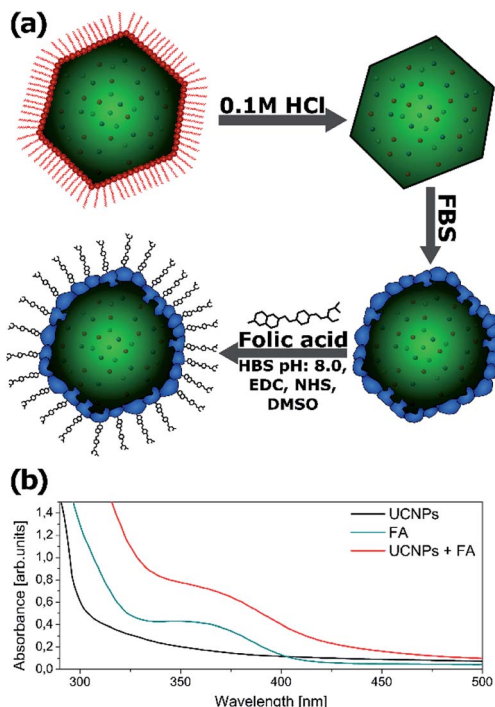 (a)
0.1M HCl
FBS
Folic acid
HBS pH: 8.0,
EDC, NHS,
DMSO
(b)
UCNPs
FA
UCNPs + FA
Absorbance [arb.units]
1,4
1,2
1,0
0,8
0,6
0,4
0,2
0,0
300 350 400 450 500
Wavelength [nm]